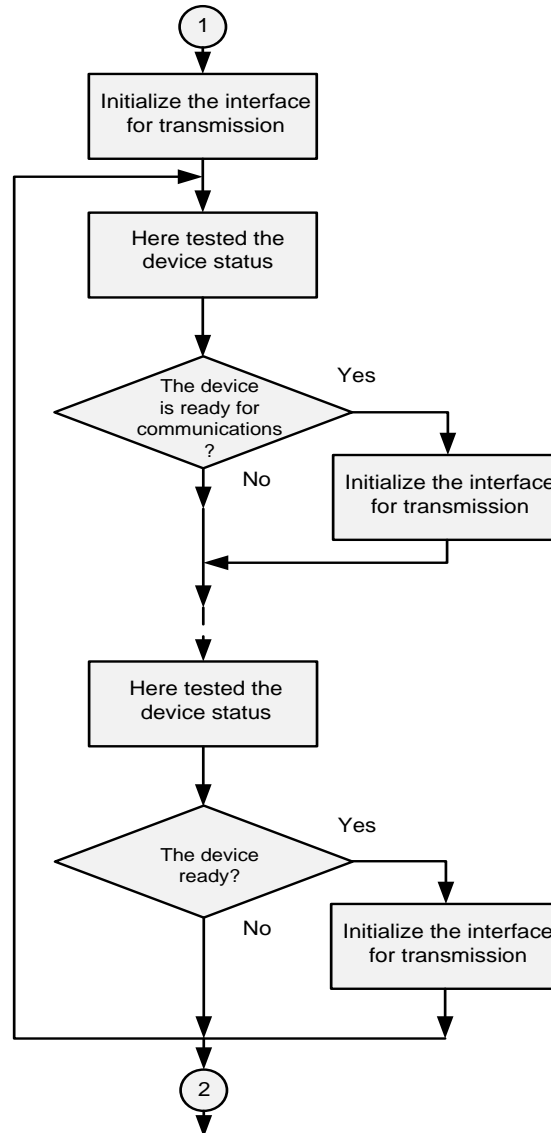 1
Initialize the interface
for transmission
Here tested the
device status
The device
is ready for
communications
?
Yes
No
Initialize the interface
for transmission
Here tested the
device status
The device
ready?
Yes
No
Initialize the interface
for transmission
2